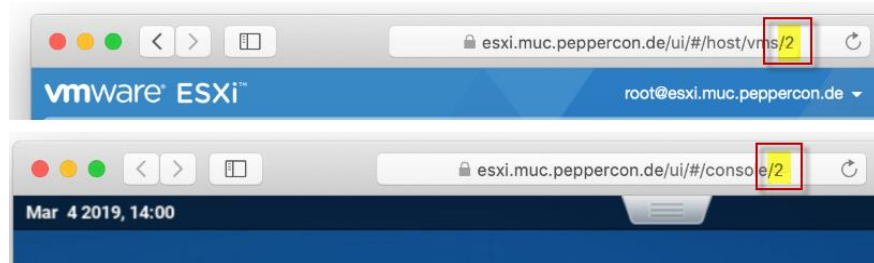 esxi.muc.peppercon.de/ui/#/host/vms/2
vmware® ESXi™
root@esxi.muc.peppercon.de
esxi.muc.peppercon.de/ui/#/console/2
Mar 4 2019, 14:00